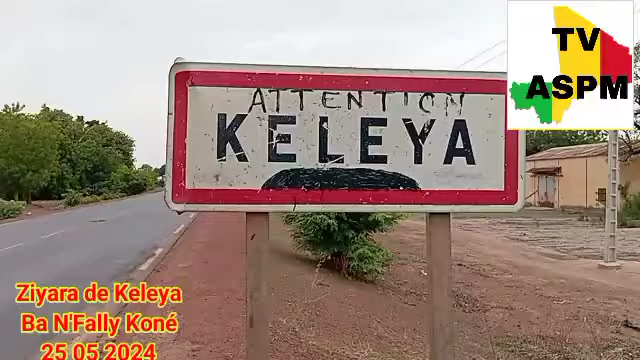 TV
ASPM
ATTENTION
KELEYA
Ziyara de Keleya
Ba N'Fally Koné
25 05 2024